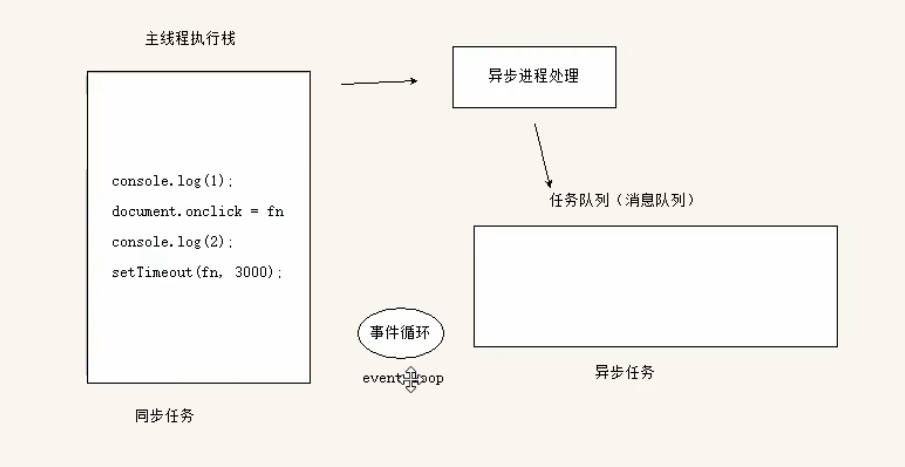 主线程执行栈
异步进程处理
console.log(1);
document.onclick = fn
console.log(2);
setTimeout(fn, 3000);
任务队列（消息队列）
事件循环
event
异步任务
同步任务